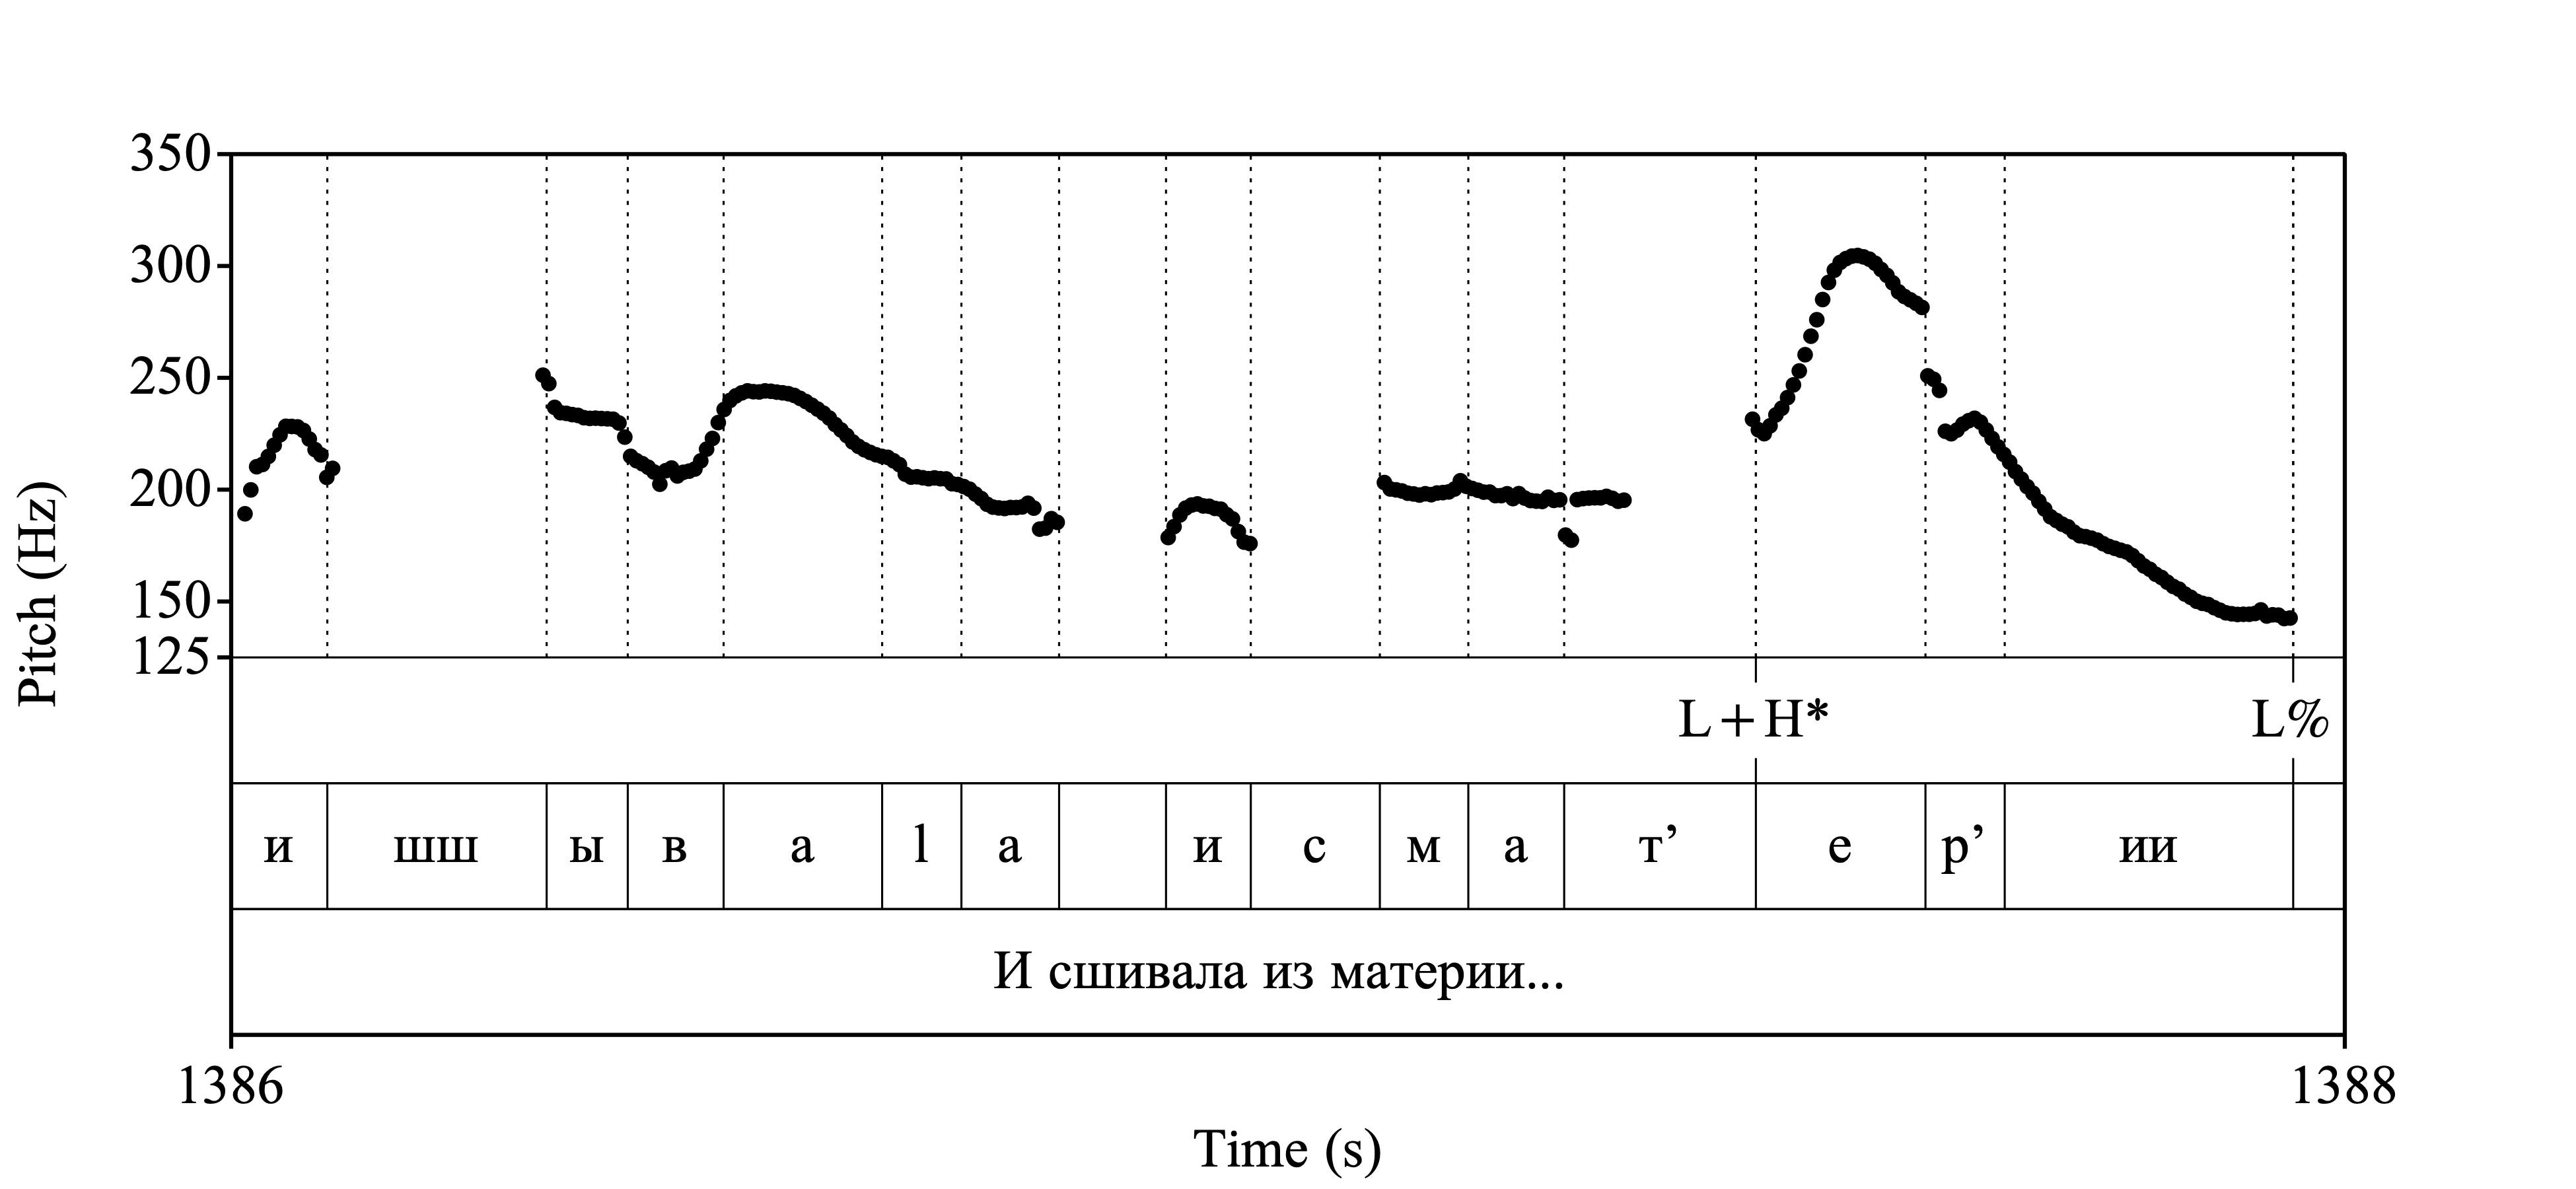 350
300
250
200
150
125
Pitch (Hz)
L+H* L%
и шш ы в а l а и с м а т’ е р’ ии
И сшивала из материи...
1386 1388
Time (s)